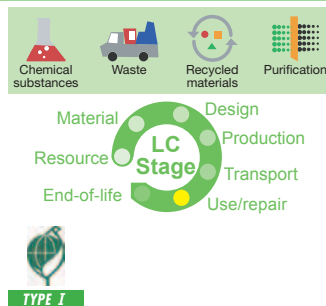 Chemical
substances
Waste
Recycled
materials
Purification
Material
Design
Production
Resource
LC
Stage
Transport
End-of-life
Use/repair
TYPE I